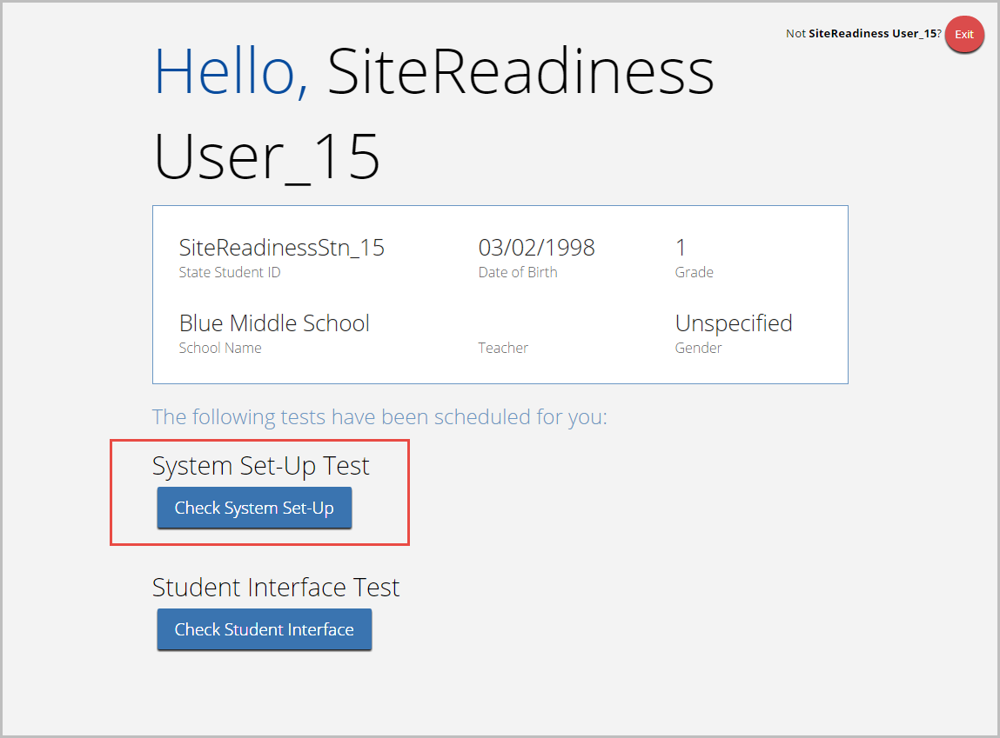 Not SiteReadiness User_15?
Exit
Hello, SiteReadiness
User_15
SiteReadinessStn_15 03/02/1998 1
State Student ID Date of Birth Grade
Blue Middle School Unspecified
School Name Teacher Gender
The following tests have been scheduled for you:
System Set-Up Test
Check System Set-Up
Student Interface Test
Check Student Interface